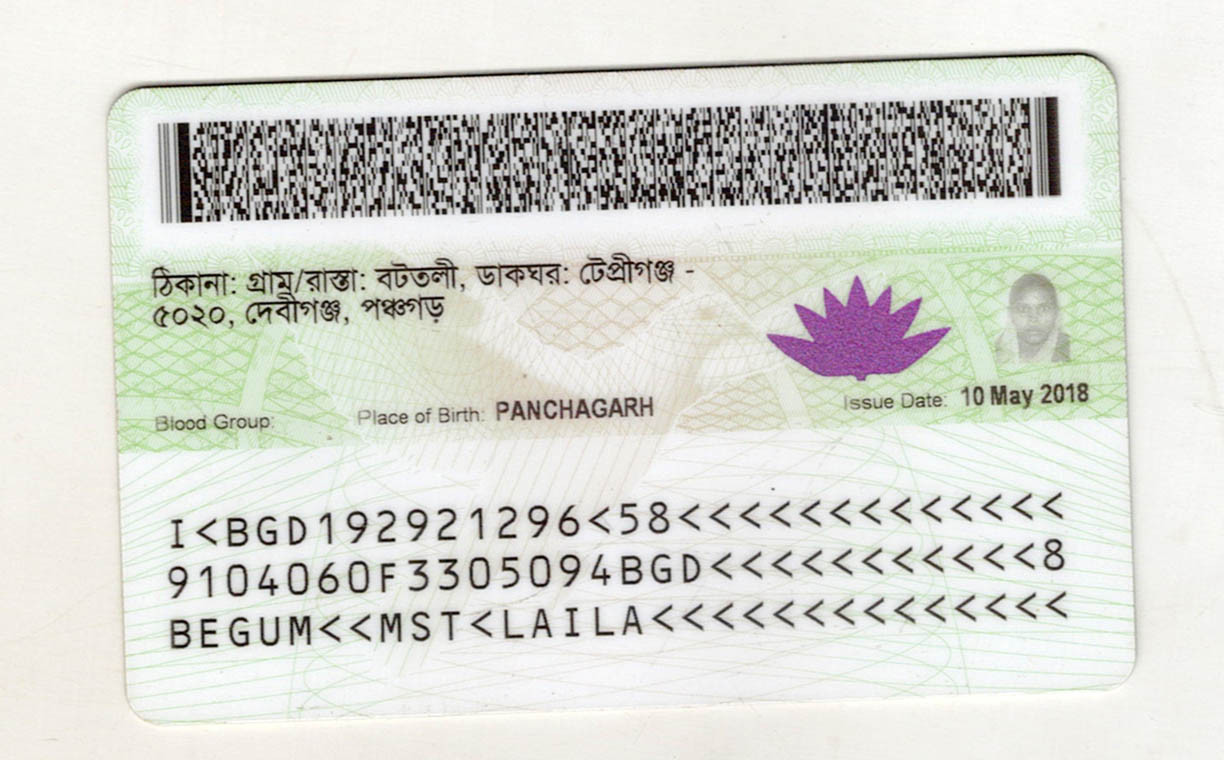 ঠিকানা: গ্রাম/রাস্তা: বটতলী, ডাকঘর: টেপ্রীগঞ্জ -
৫০২০, দেবীগঞ্জ, পঞ্চগড়
Blood Group: Place of Birth: PANCHAGARH Issue Date: 10 May 2018
I<BGD192921296<58<<<<<<<<<<<<<
9104060F3305094BGD<<<<<<<<<<<8
BEGUM<<MST<LAILA<<<<<<<<<<<<<<